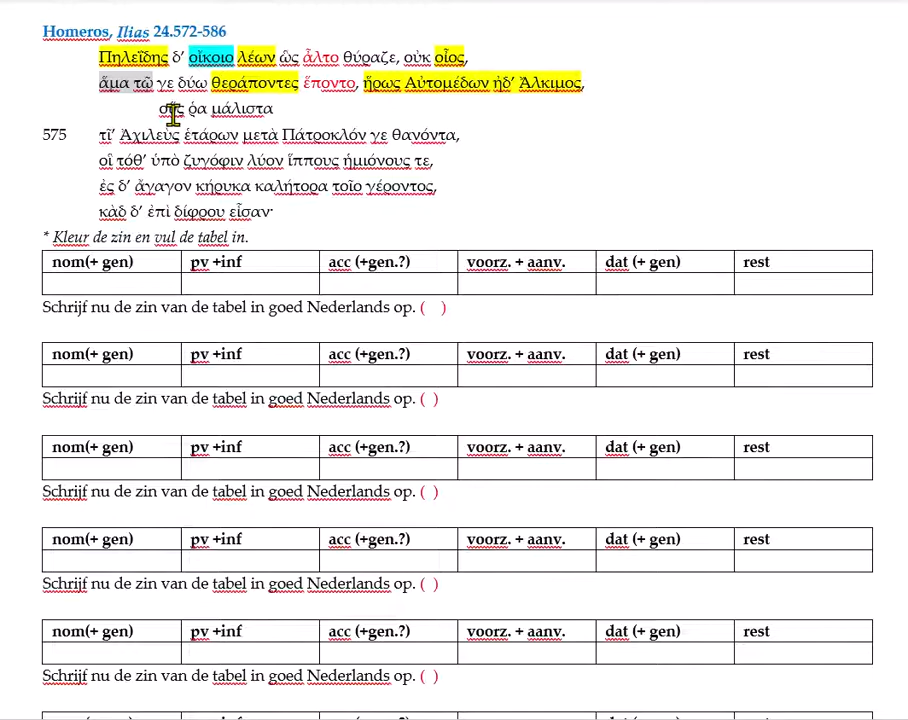 Homeros, Ilias 24.572-586
Πηλεΐδης δ’ οἴκοιο λέων ὣς ἆλτο θύραζε, οὐκ οἶος,
ἅμα τῶ γε δύω θεράποντες ἕποντο, ἥρως Αὐτομέδων ἠδ’ Ἄλκιμος,
ῥα μάλιστα
575 τῖ’ Ἀχιλεὺς ἑτάρων μετὰ Πάτροκλόν γε θανόντα,
οἳ τόθ’ ὑπὸ ζυγόφιν λύον ἵππους ἡμιόνους τε,
ἐς δ’ ἄγαγον κήρυκα καλήτορα τοῖο γέροντος,
κὰδ δ’ ἐπὶ δίφρου εἷσαν·
* Kleur de zin en vul de tabel in.
nom(+ gen) pv +inf acc (+gen.?) voorz. + aanv. dat (+ gen) rest
Schrijf nu de zin van de tabel in goed Nederlands op. ( )
nom(+ gen) pv +inf acc (+gen.?) voorz. + aanv. dat (+ gen) rest
Schrijf nu de zin van de tabel in goed Nederlands op. ( )
nom(+ gen) pv +inf acc (+gen.?) voorz. + aanv. dat (+ gen) rest
Schrijf nu de zin van de tabel in goed Nederlands op. ( )
nom(+ gen) pv +inf acc (+gen.?) voorz. + aanv. dat (+ gen) rest
Schrijf nu de zin van de tabel in goed Nederlands op. ( )
nom(+ gen) pv +inf acc (+gen.?) voorz. + aanv. dat (+ gen) rest
Schrijf nu de zin van de tabel in goed Nederlands op. ( )